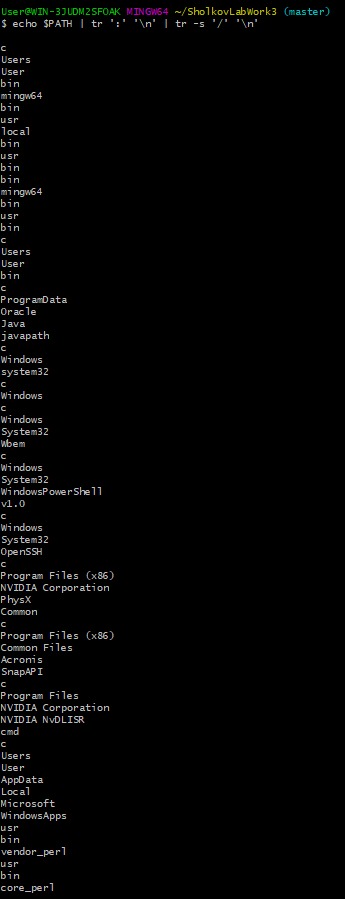 User@WIN-3JUDM2SFOAK MINGW64 ~/SholkovLabWork3 (master)
$ echo $PATH | tr ':' '\n' | tr -s '/' '\n'
c
Users
User
bin
mingw64
bin
usr
local
bin
usr
bin
bin
mingw64
bin
usr
bin
c
Users
User
bin
c
ProgramData
Oracle
Java
javapath
c
Windows
system32
c
Windows
c
Windows
System32
Wbem
c
Windows
System32
WindowsPowerShell
v1.0
c
Windows
System32
OpenSSH
c
Program Files (x86)
NVIDIA Corporation
PhysX
Common
c
Program Files (x86)
Common Files
Acronis
SnapAPI
c
Program Files
NVIDIA Corporation
NVIDIA NvDLISR
cmd
c
Users
User
AppData
Local
Microsoft
WindowsApps
usr
bin
vendor_perl
usr
bin
core_perl